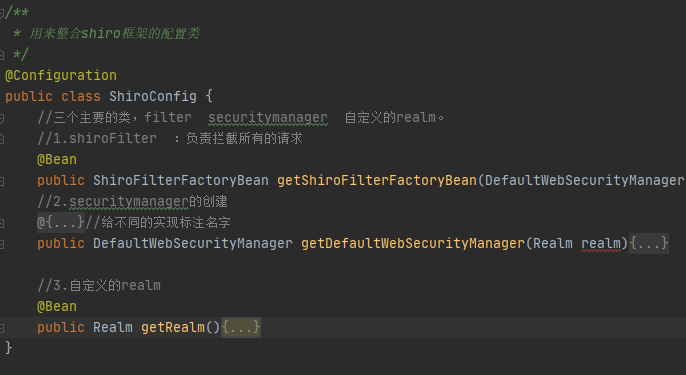 /**
 * 用来整合shiro框架的配置类
 */
@Configuration
public class ShiroConfig {
    //三个主要的类，filter  securitymanager  自定义的realm。
    //1.shiroFilter  ：负责拦截所有的请求
    @Bean
    public ShiroFilterFactoryBean getShiroFilterFactoryBean(DefaultWebSecurityManager
    //2.securitymanager的创建
    @{...}//给不同的实现标注名字
    public DefaultWebSecurityManager getDefaultWebSecurityManager(Realm realm){...}
    //3.自定义的realm
    @Bean
    public Realm getRealm(){...}
}